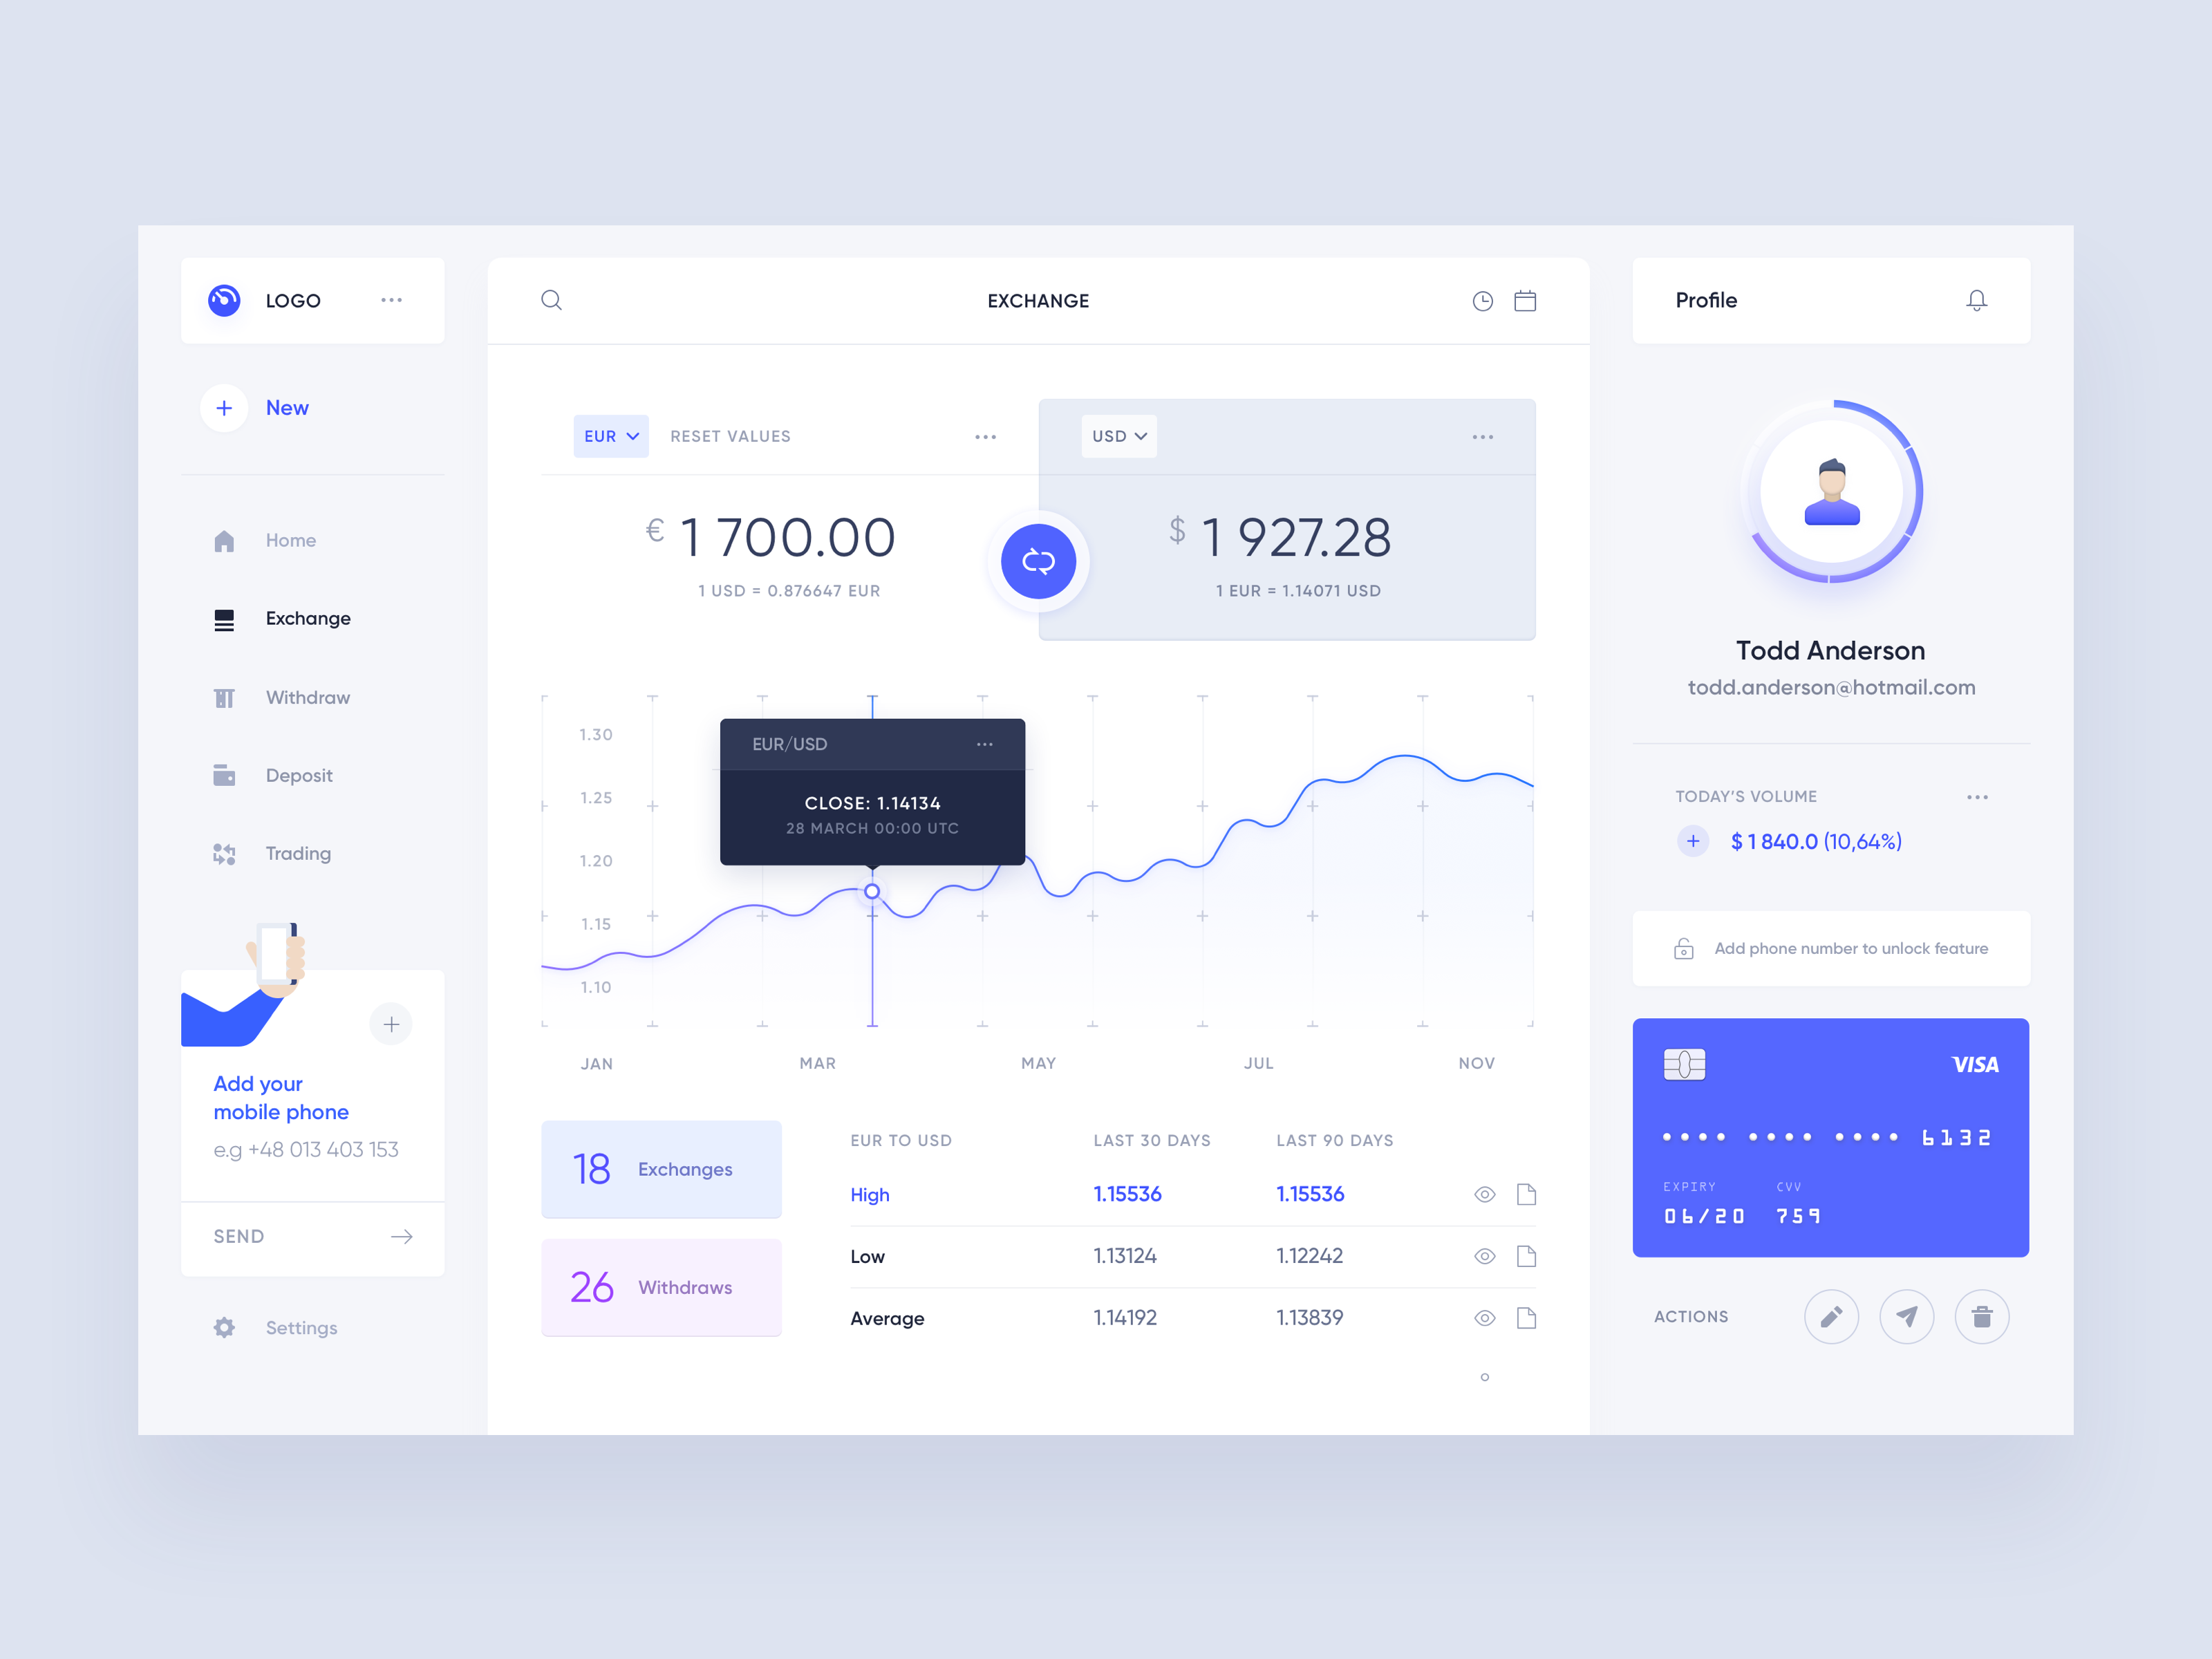 LOGO
New
Home
Exchange
Withdraw
Deposit
Trading
Add your
mobile phone
e.g +48 013 403 153
SEND
Settings
EXCHANGE
EUR
RESET VALUES
€ 1 700.00
1 USD = 0.876647 EUR
USD
$ 1 927.28
1 EUR = 1.14071 USD
1.30
1.25
1.20
1.15
1.10
EUR/USD
CLOSE: 1.14134
28 MARCH 00:00 UTC
JAN MAR MAY JUL NOV
18 Exchanges
26 Withdraws
EUR TO USD LAST 30 DAYS LAST 90 DAYS
High 1.15536 1.15536
Low 1.13124 1.12242
Average 1.14192 1.13839
Profile
Todd Anderson
todd.anderson@hotmail.com
TODAY'S VOLUME
$ 1 840.0 (10,64%)
Add phone number to unlock feature
VISA
•••• •••• •••• 6132
EXPIRY CVV
06/20 759
ACTIONS